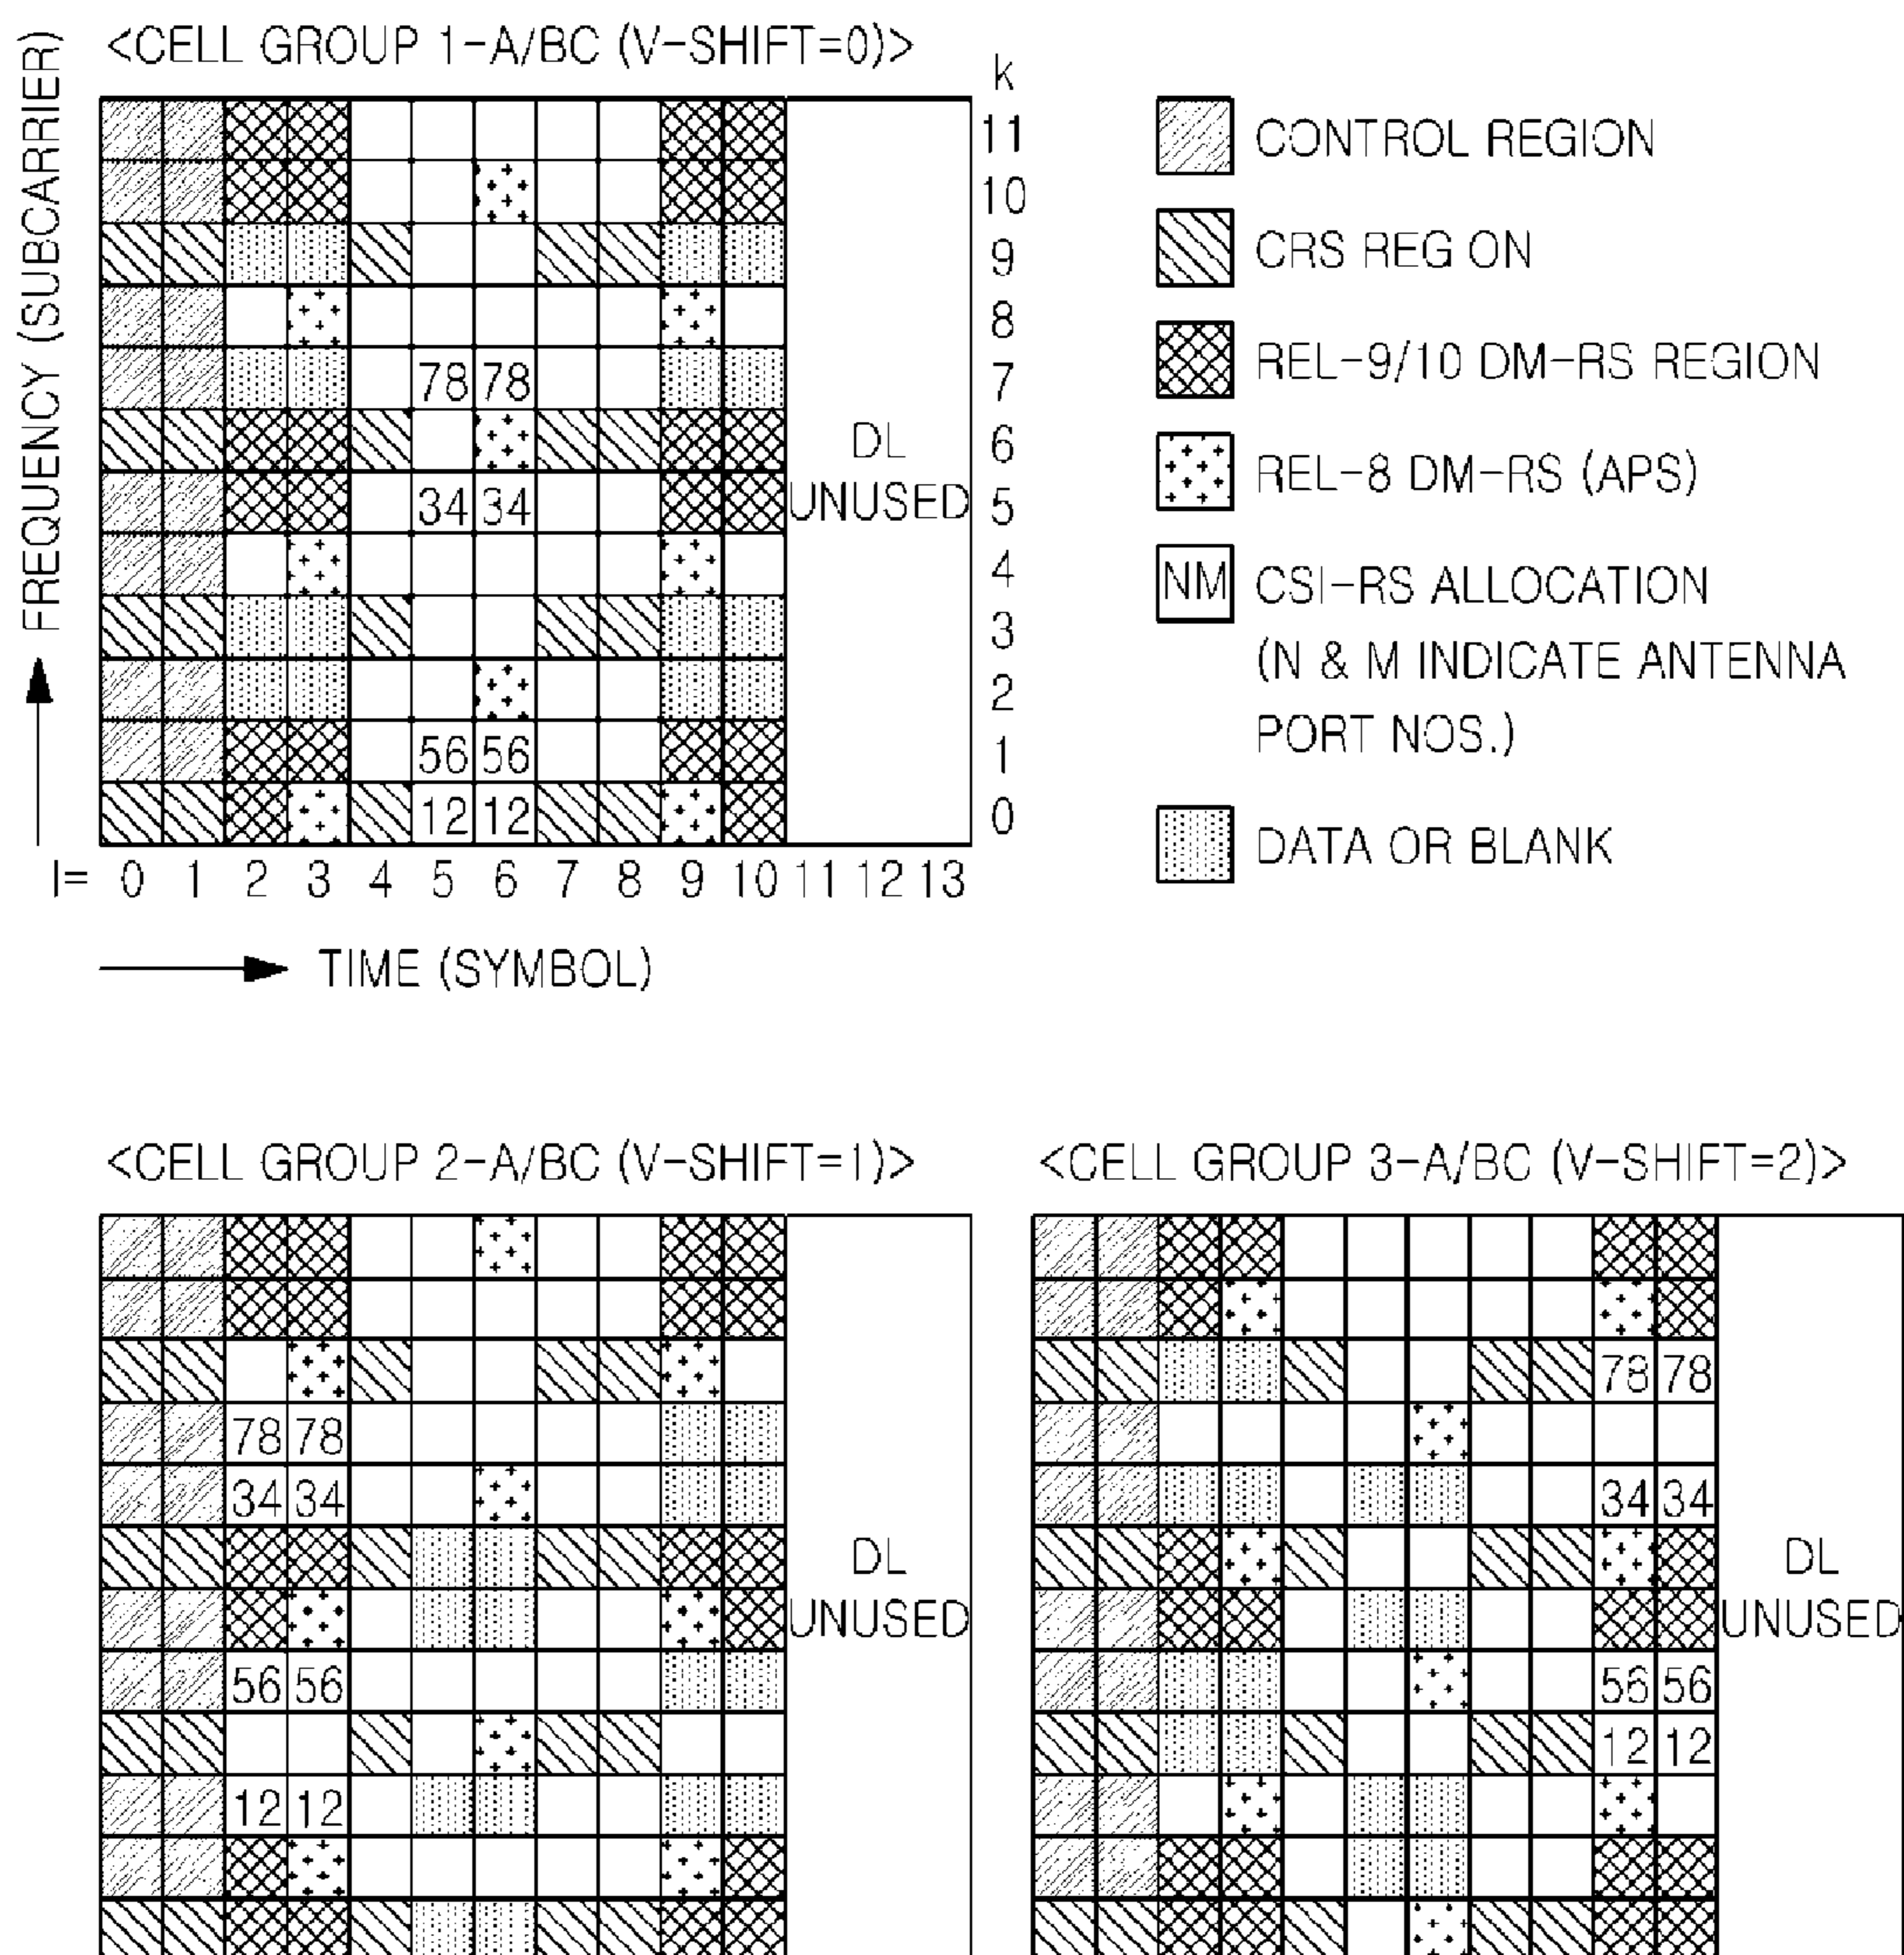 <CELL GROUP 1-A/BC (V-SHIFT=0)>
FREQUENCY (SUBCARRIER)
k
11
10
9
8
78 78 7
DL 6
34 34 UNUSED 5
4
3
2
56 56 1
12 12 0
l= 0 1 2 3 4 5 6 7 8 9 10 11 12 13
TIME (SYMBOL)
CONTROL REGION
CRS REG ON
REL-9/10 DM-RS REGION
REL-8 DM-RS (APS)
NM CSI-RS ALLOCATION
(N & M INDICATE ANTENNA
PORT NOS.)
DATA OR BLANK
<CELL GROUP 2-A/BC (V-SHIFT=1)>
78 78
34 34
DL
UNUSED
56 56
12 12
<CELL GROUP 3-A/BC (V-SHIFT=2)>
78 78
34 34
DL
UNUSED
56 56
12 12